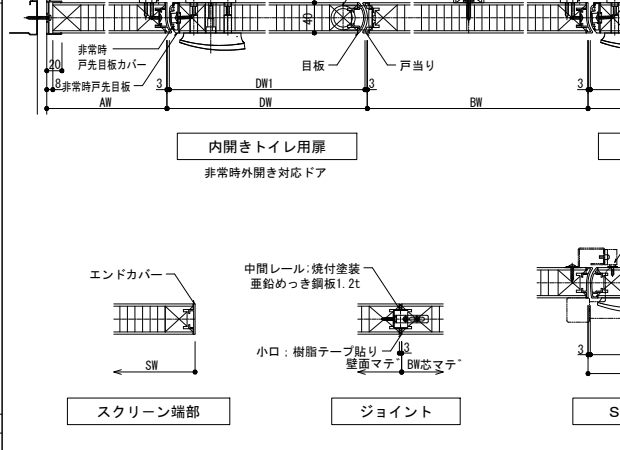 40
非常時
戸先目板カバー
20
8
非常時戸先目板
目板
戸当り
3
DW1
3
3
AW
DW
BW
内開きトイレ用扉
非常時外開き対応ドア
エンドカバー
中間レール:焼付塗装
亜鉛めっき鋼板1.2t
小口：樹脂テープ貼り
3
壁面マデ
BW芯マデ
SW
3
スクリーン端部
ジョイント
S